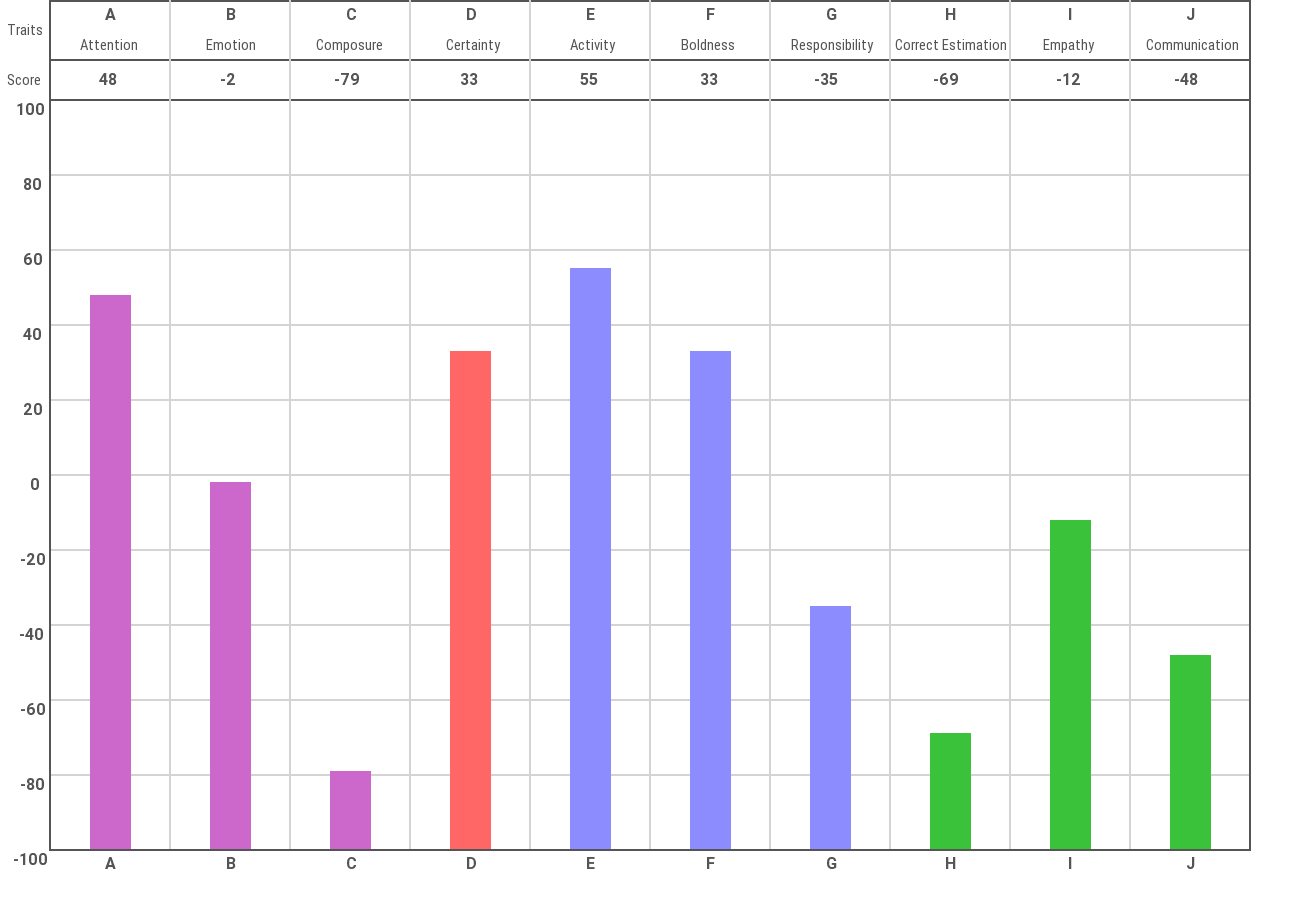 A B C D E F G H I J
Traits
Attention Emotion Composure Certainty Activity Boldness Responsibility Correct Estimation Empathy Communication
Score 48 -2 -79 33 55 33 -35 -69 -12 -48
100
80
60
40
20
0
-20
-40
-60
-80
-100
A B C D E F G H I J